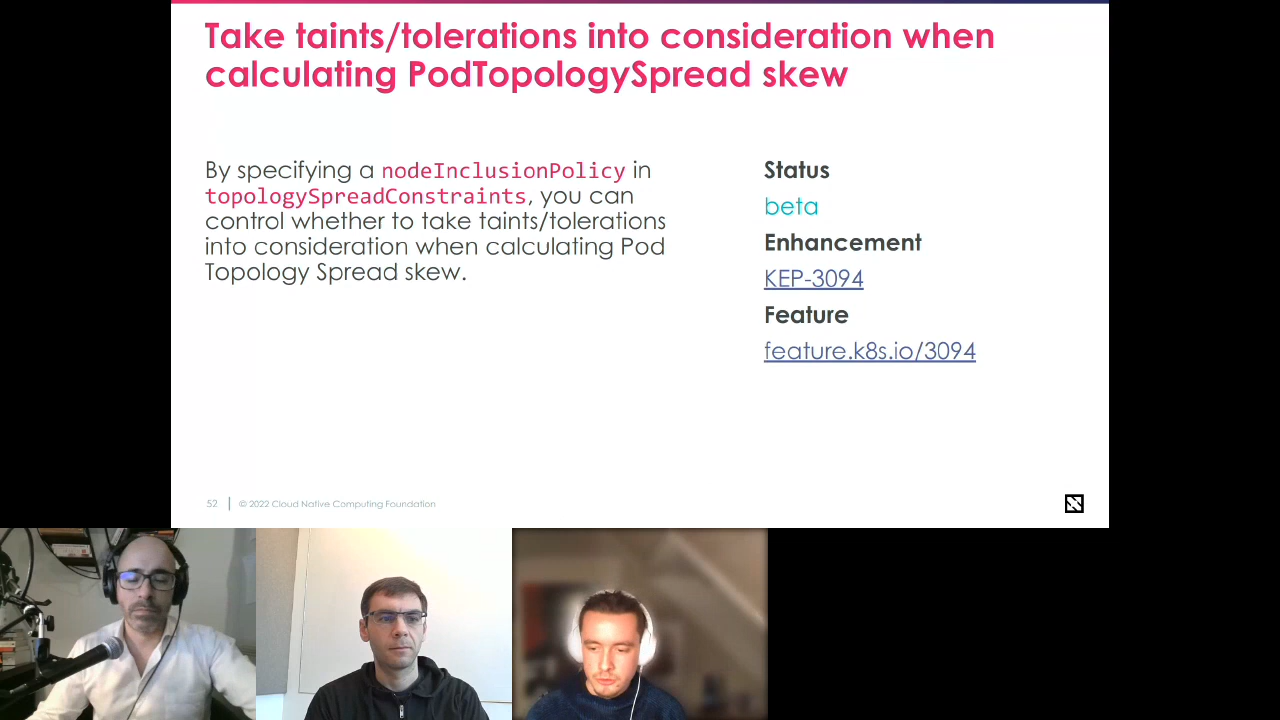 Take taints/tolerations into consideration when
calculating PodTopologySpread skew
By specifying a nodeInclusionPolicy in
topologySpreadConstraints, you can
control whether to take taints/tolerations
into consideration when calculating Pod
Topology Spread skew.
Status
beta
Enhancement
KEP-3094
Feature
feature.k8s.io/3094
52 © 2022 Cloud Native Computing Foundation